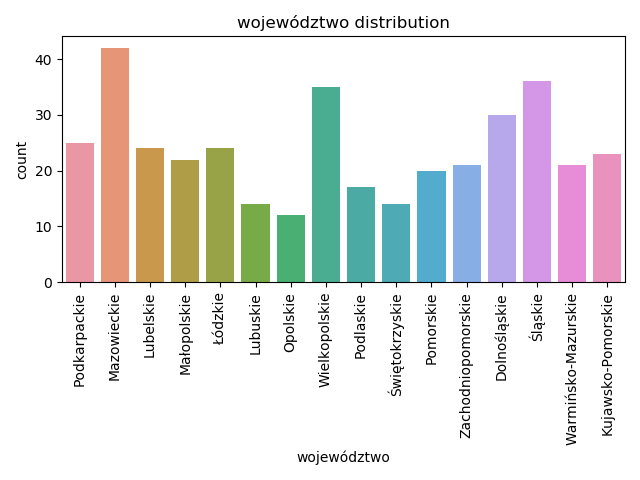 województwo distribution
count
40
30
20
10
0
Podkarpackie
Mazowieckie
Lubelskie
Małopolskie
Łódzkie
Lubuskie
Opolskie
Wielkopolskie
Podlaskie
Świętokrzyskie
Pomorskie
Zachodniopomorskie
Dolnośląskie
Śląskie
Warmińsko-Mazurskie
Kujawsko-Pomorskie
województwo